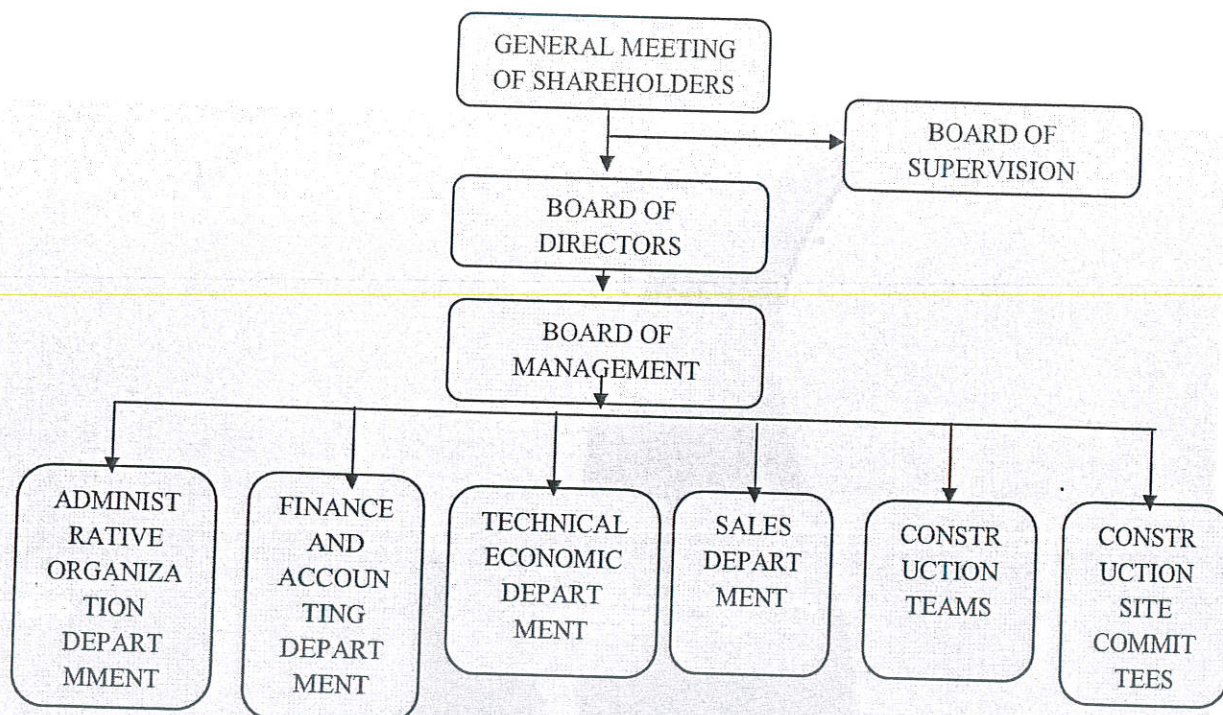 GENERAL MEETING
OF SHAREHOLDERS
BOARD OF
SUPERVISION
BOARD OF
DIRECTORS
BOARD OF
MANAGEMENT
ADMINIST
RATIVE
ORGANIZA
TION
DEPART
MMENT
FINANCE
AND
ACCOUN
TING
DEPART
MENT
TECHNICAL
ECONOMIC
DEPART
MENT
SALES
DEPART
MENT
CONSTR
UCTION
TEAMS
CONSTR
UCTION
SITE
COMMIT
TEES